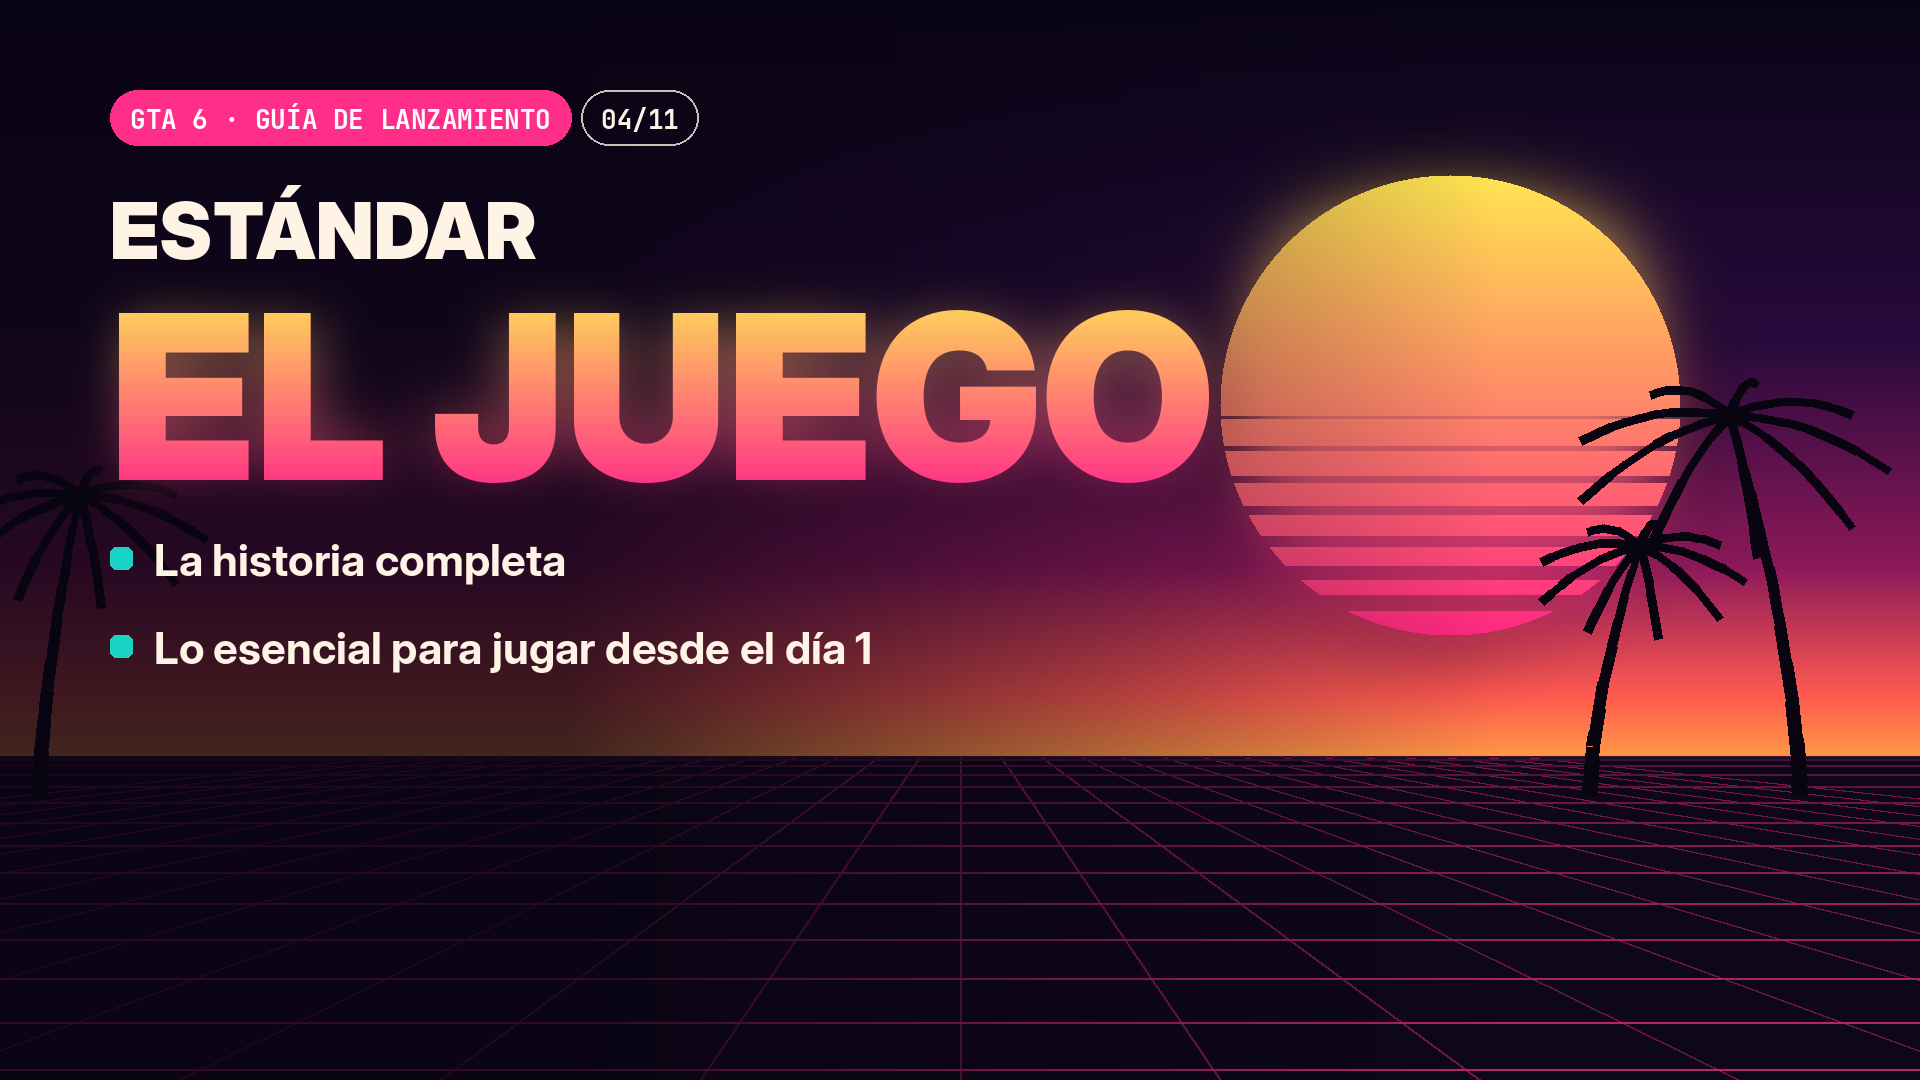 GTA 6 · GUÍA DE LANZAMIENTO 04/11
ESTÁNDAR
EL JUEGO
La historia completa
Lo esencial para jugar desde el día 1